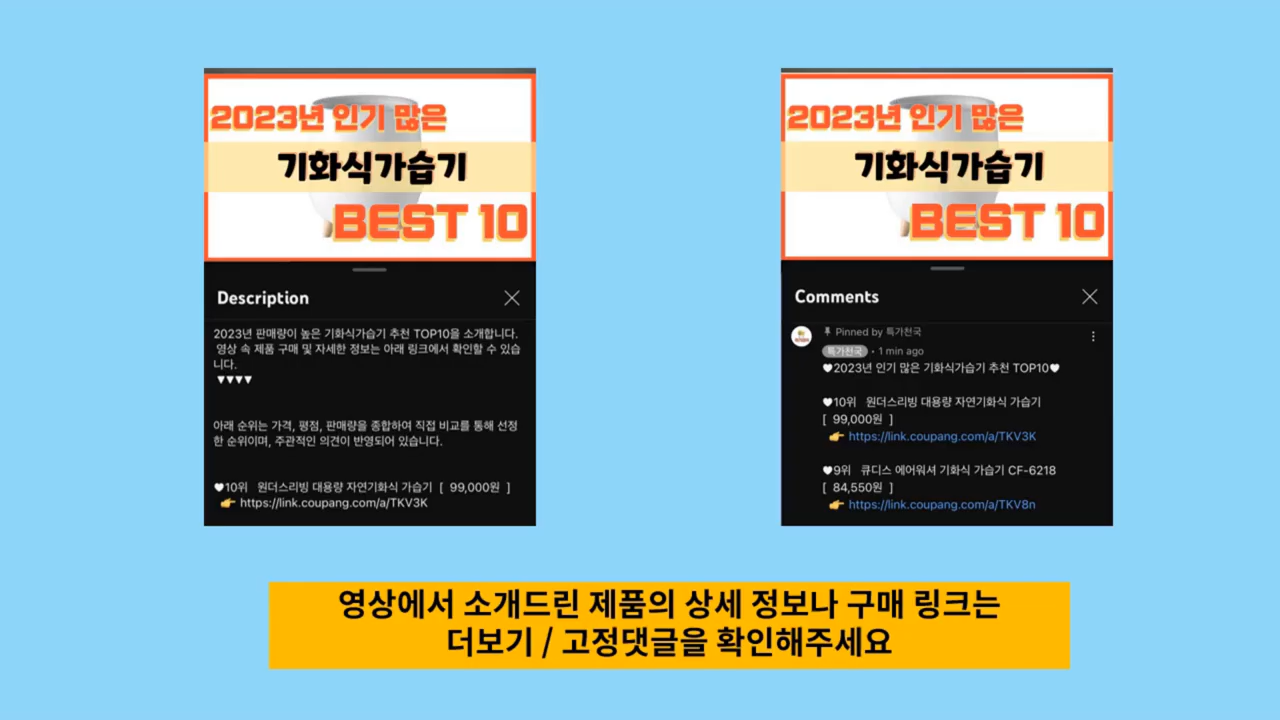 2023년 인기 많은
기화식가습기
BEST 10
Description
2023년 판매량이 높은 기화식가습기 추천 TOP10을 소개합니다.
영상 속 제품 구매 및 자세한 정보는 아래 링크에서 확인할 수 있습
니다.
▼▼▼▼
아래 순위는 가격, 평점, 판매량을 종합하여 직접 비교를 통해 선정
한 순위이며, 주관적인 의견이 반영되어 있습니다.
♥10위 원더스리빙 대용량 자연기화식 가습기 [ 99,000원 ]
👉 https://link.coupang.com/a/TKV3K
2023년 인기 많은
기화식가습기
BEST 10
Comments
Pinned by 특가천국
특가천국 • 1 min ago
♥2023년 인기 많은 기화식가습기 추천 TOP10♥
♥10위 원더스리빙 대용량 자연기화식 가습기
[ 99,000원 ]
👉 https://link.coupang.com/a/TKV3K
♥9위 큐디스 에어워셔 기화식 가습기 CF-6218
[ 84,550원 ]
👉 https://link.coupang.com/a/TKV8n
영상에서 소개드린 제품의 상세 정보나 구매 링크는
더보기 / 고정댓글을 확인해주세요